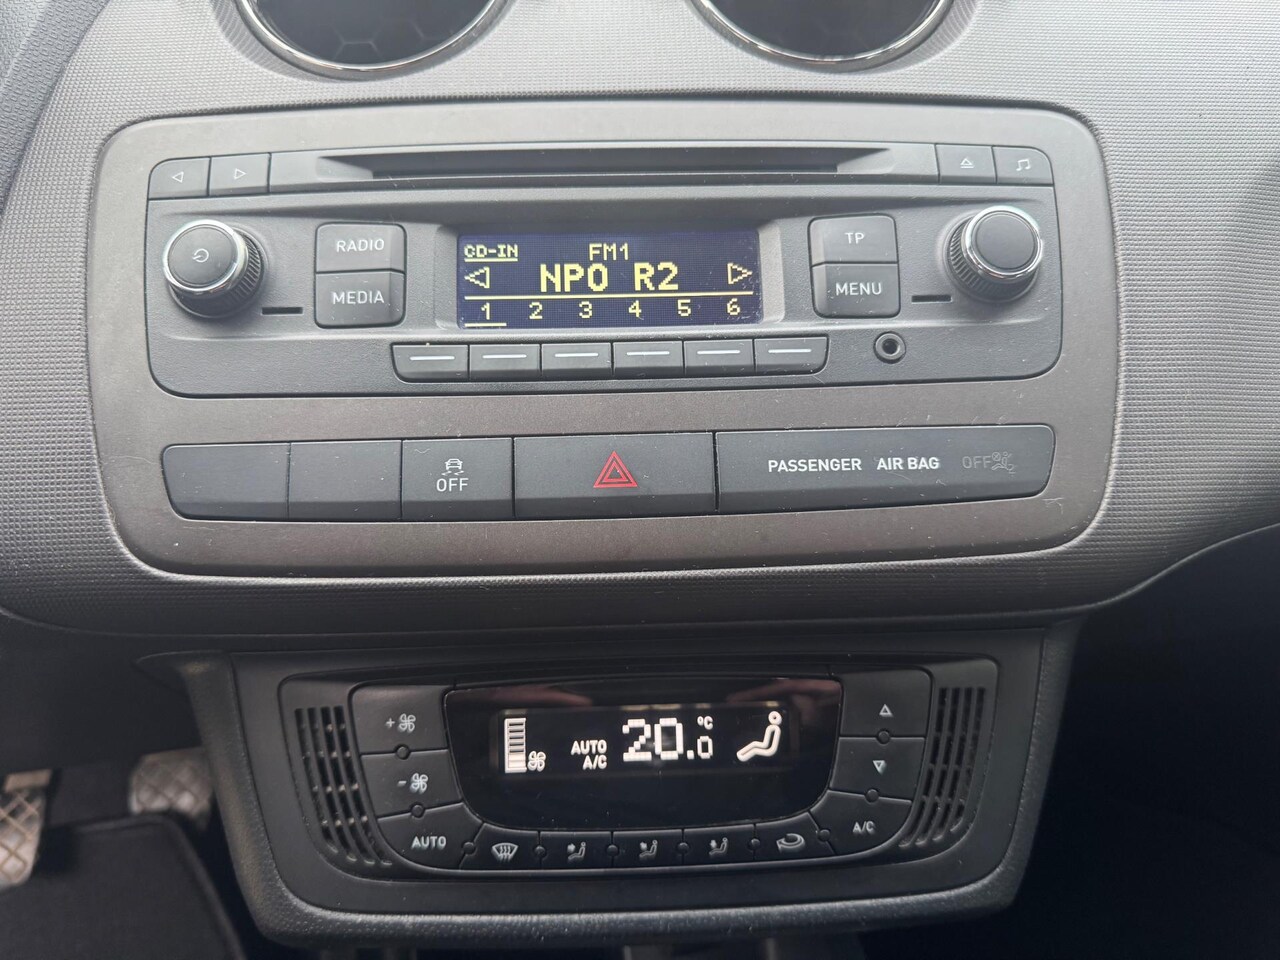 RADIO
MEDIA
CD-IN FM1
NPO R2
1 2 3 4 5 6
TP
MENU
OFF
PASSENGER AIR BAG OFF
+
-
AUTO
AUTO
A/C
20.0 °C
A/C